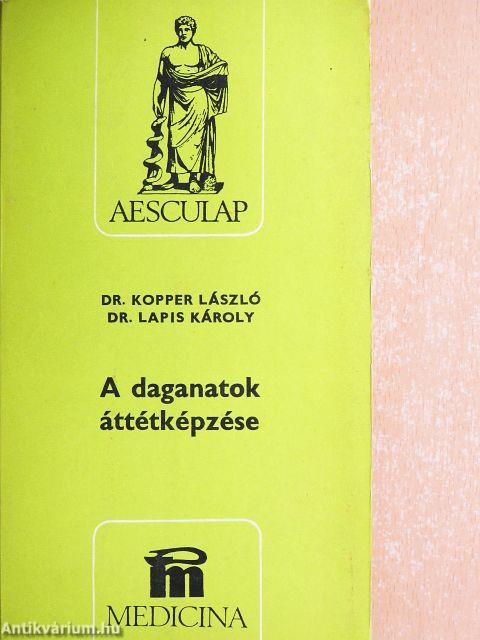 AESCULAP
DR. KOPPER LÁSZLÓ
DR. LAPIS KÁROLY
A daganatok
áttétképzése
m
MEDICINA
Antikvárium.hu